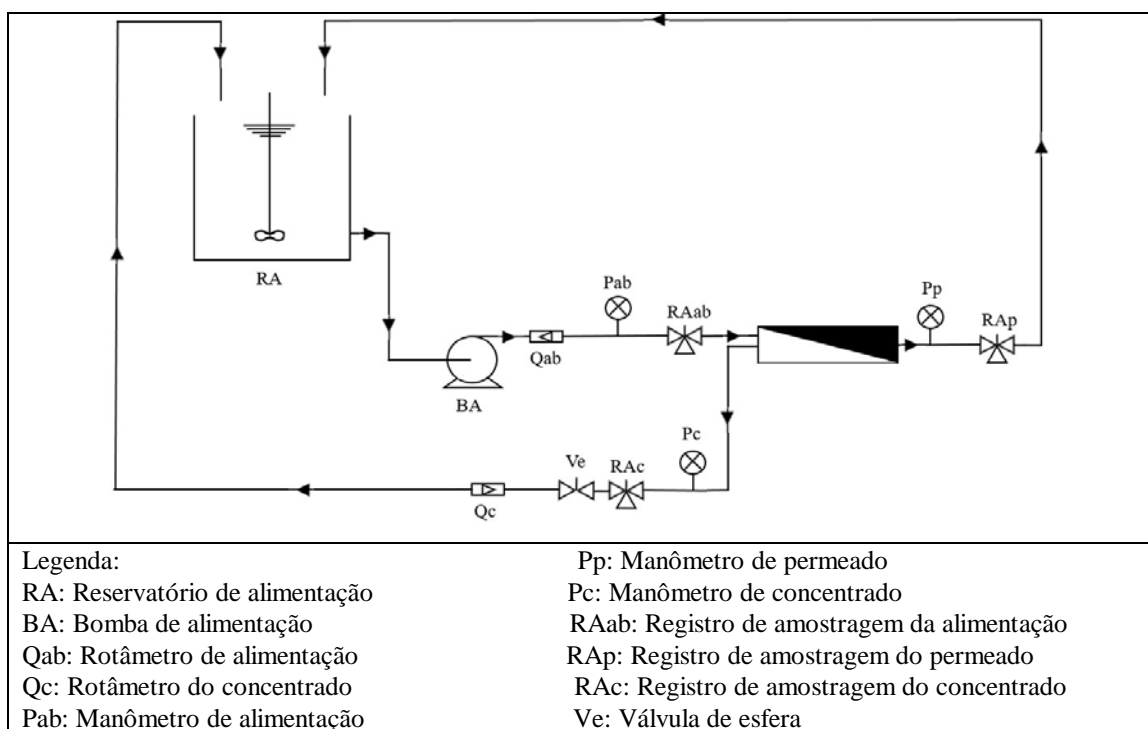 RA
Pab
RAab
Pp
RAp
Qab
BA
Pc
Ve
RAc
Qc
Legenda:
Pp: Manômetro de permeado
RA: Reservatório de alimentação
Pc: Manômetro de concentrado
BA: Bomba de alimentação
RAab: Registro de amostragem da alimentação
Qab: Rotâmetro de alimentação
RAp: Registro de amostragem do permeado
Qc: Rotâmetro do concentrado
RAc: Registro de amostragem do concentrado
Pab: Manômetro de alimentação
Ve: Válvula de esfera